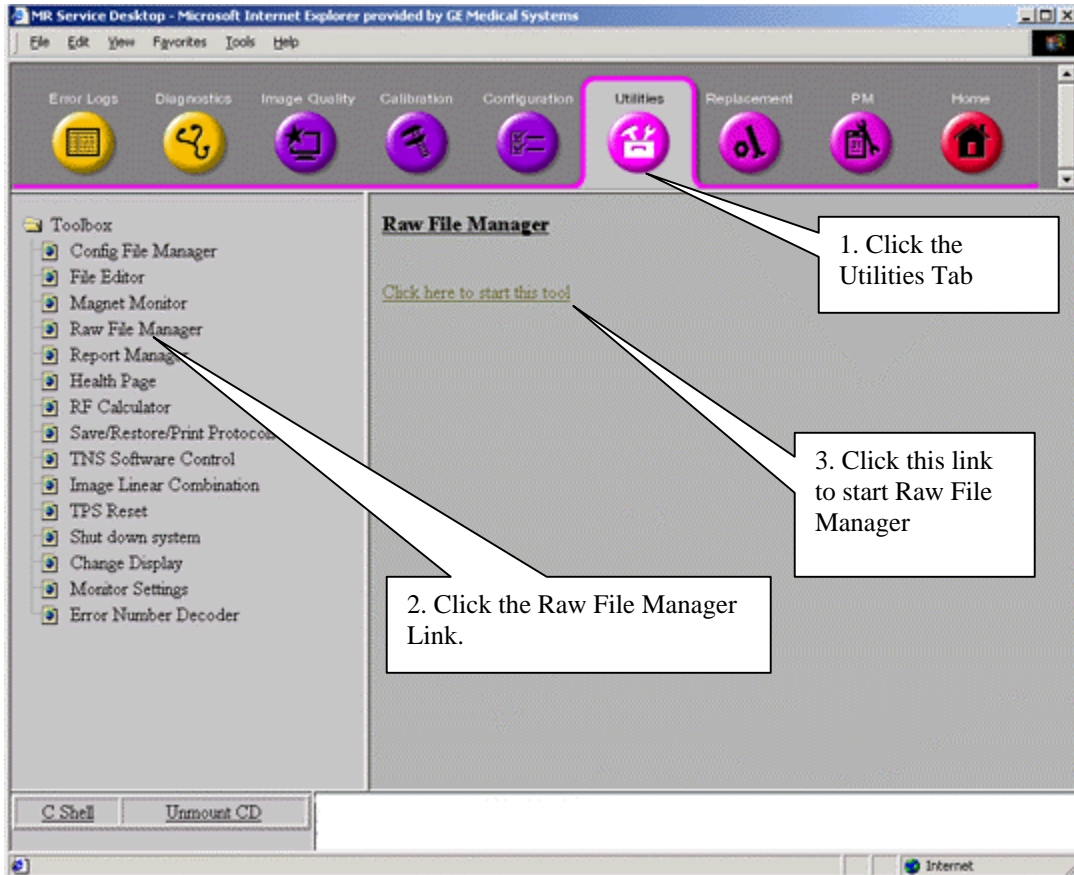 MR Service Desktop - Microsoft Internet Explorer provided by GE Medical Systems
File Edit View Favorites Tools Help
Error Logs Diagnostics Image Quality Calibration Configuration Utilities Replacement PM Home
Toolbox
Config File Manager
File Editor
Magnet Monitor
Raw File Manager
Report Manager
Health Page
RF Calculator
Save/Restore/Print Protocols
TNS Software Control
Image Linear Combination
TPS Reset
Shut down system
Change Display
Monitor Settings
Error Number Decoder
Raw File Manager
Click here to start this tool
1. Click the
Utilities Tab
3. Click this link
to start Raw File
Manager
2. Click the Raw File Manager
Link.
C Shell Unmount CD
Internet